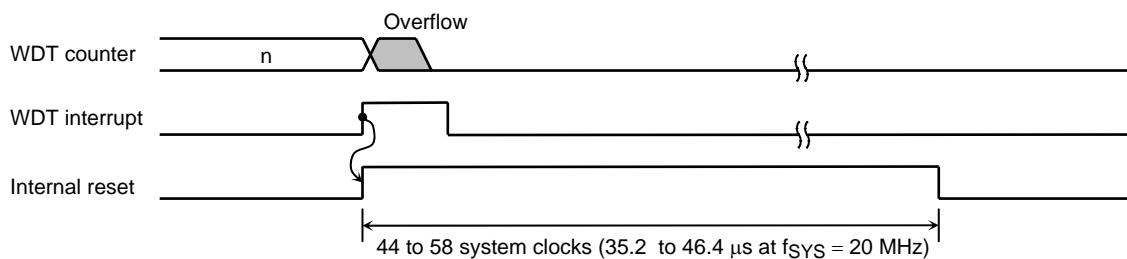 Overflow
WDT counter
n
WDT interrupt
Internal reset
44 to 58 system clocks (35.2 to 46.4 μs at fSYS = 20 MHz)